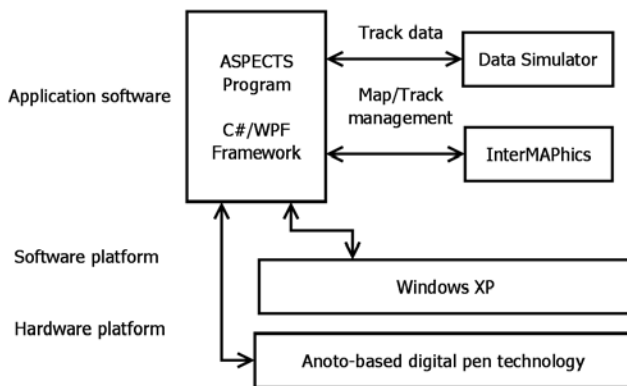 Track data
ASPECTS
Program
Data Simulator
Application software
Map/Track
management
C#/WPF
Framework
InterMAPhics
Software platform
Windows XP
Hardware platform
Anoto-based digital pen technology